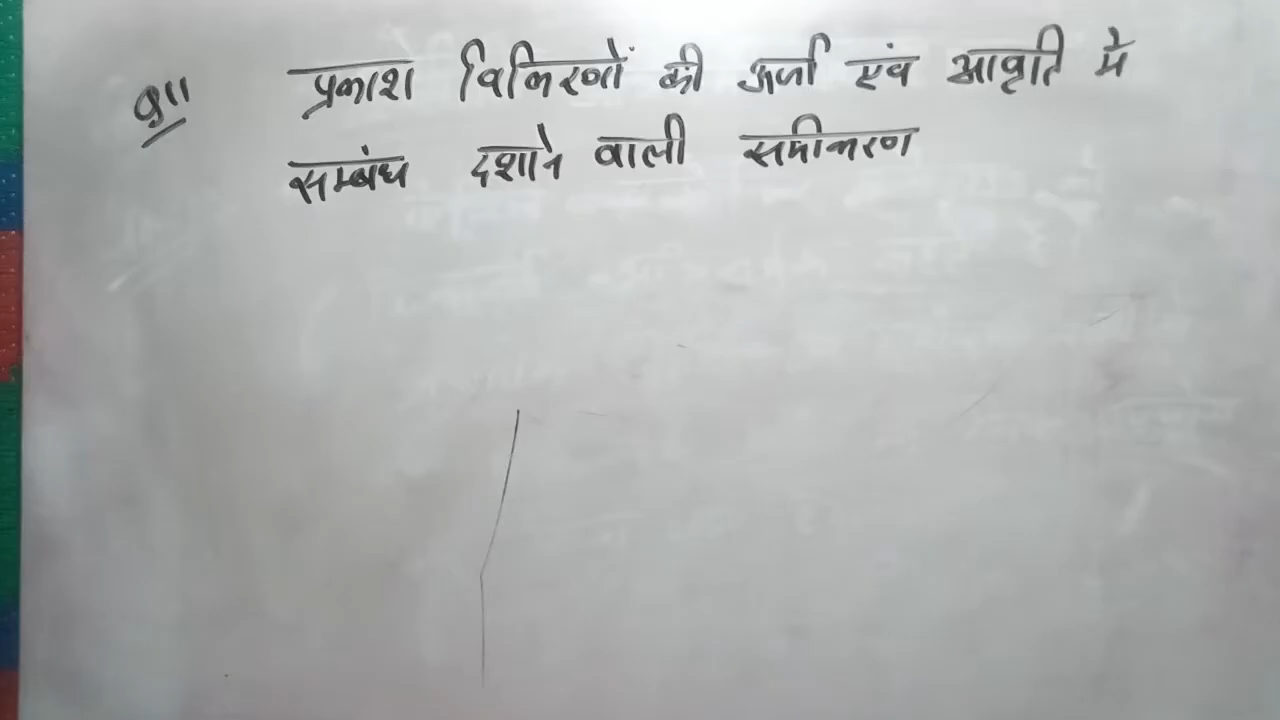 Q11 प्रकाश विकिरणों की ऊर्जा एवं आवृति में
सम्बंध दर्शाने वाली समीकरण